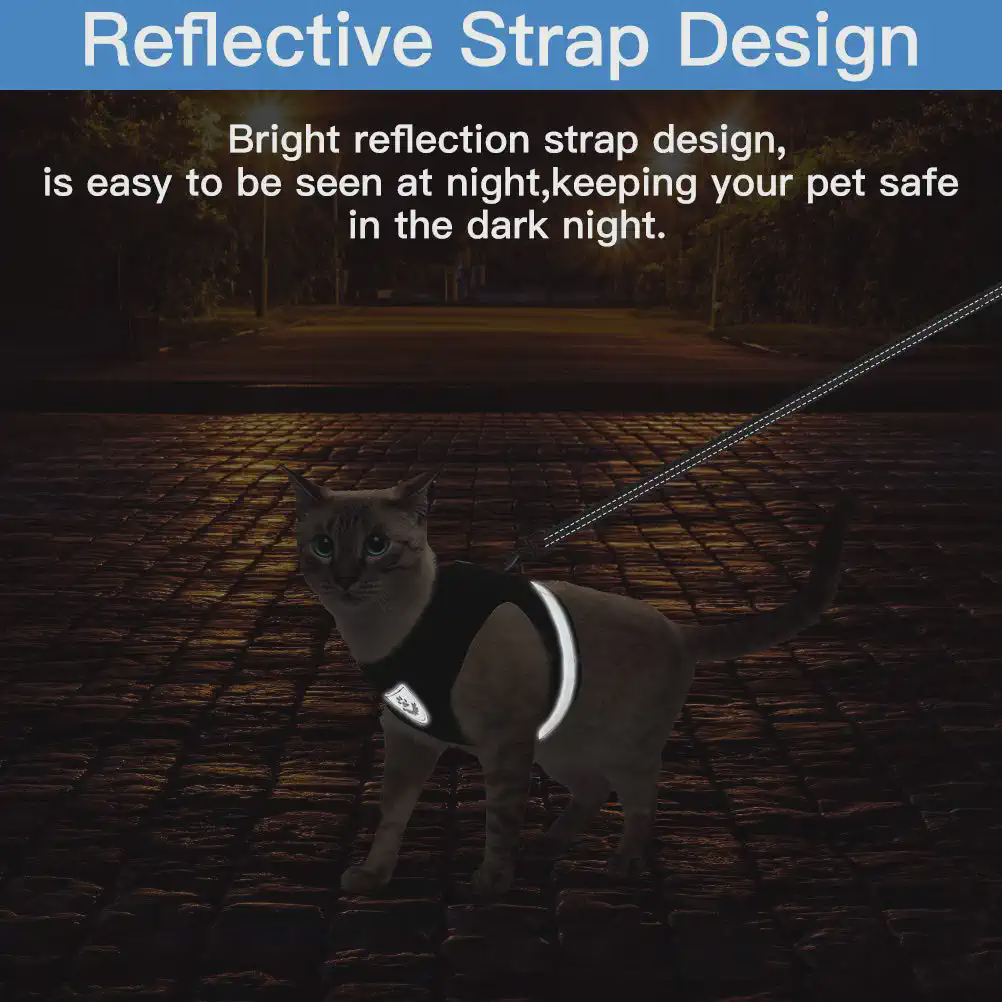 Reflective Strap Design
Bright reflection strap design,
is easy to be seen at night,keeping your pet safe
in the dark night.